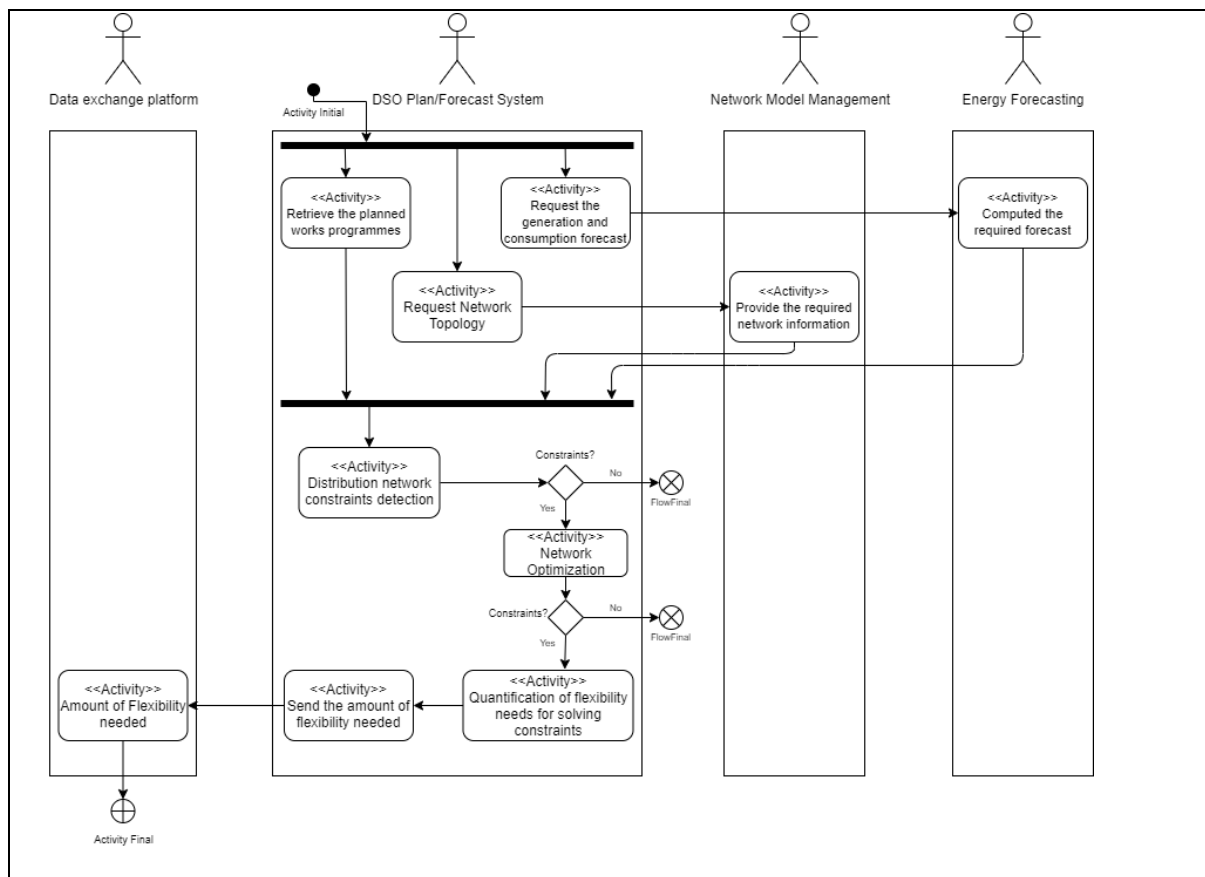 Data exchange platform
DSO Plan/Forecast System
Network Model Management
Energy Forecasting
Activity Initial
<<Activity>>
Retrieve the planned
works programmes
<<Activity>>
Request the
generation and
consumption forecast
<<Activity>>
Computed the
required forecast
<<Activity>>
Request Network
Topology
<<Activity>>
Provide the required
network information
<<Activity>>
Distribution network
constraints detection
Constraints?
No
FlowFinal
Yes
<<Activity>>
Network
Optimization
Constraints?
No
FlowFinal
Yes
<<Activity>>
Amount of Flexibility
needed
<<Activity>>
Send the amount of
flexibility needed
<<Activity>>
Quantification of flexibility
needs for solving
constraints
Activity Final